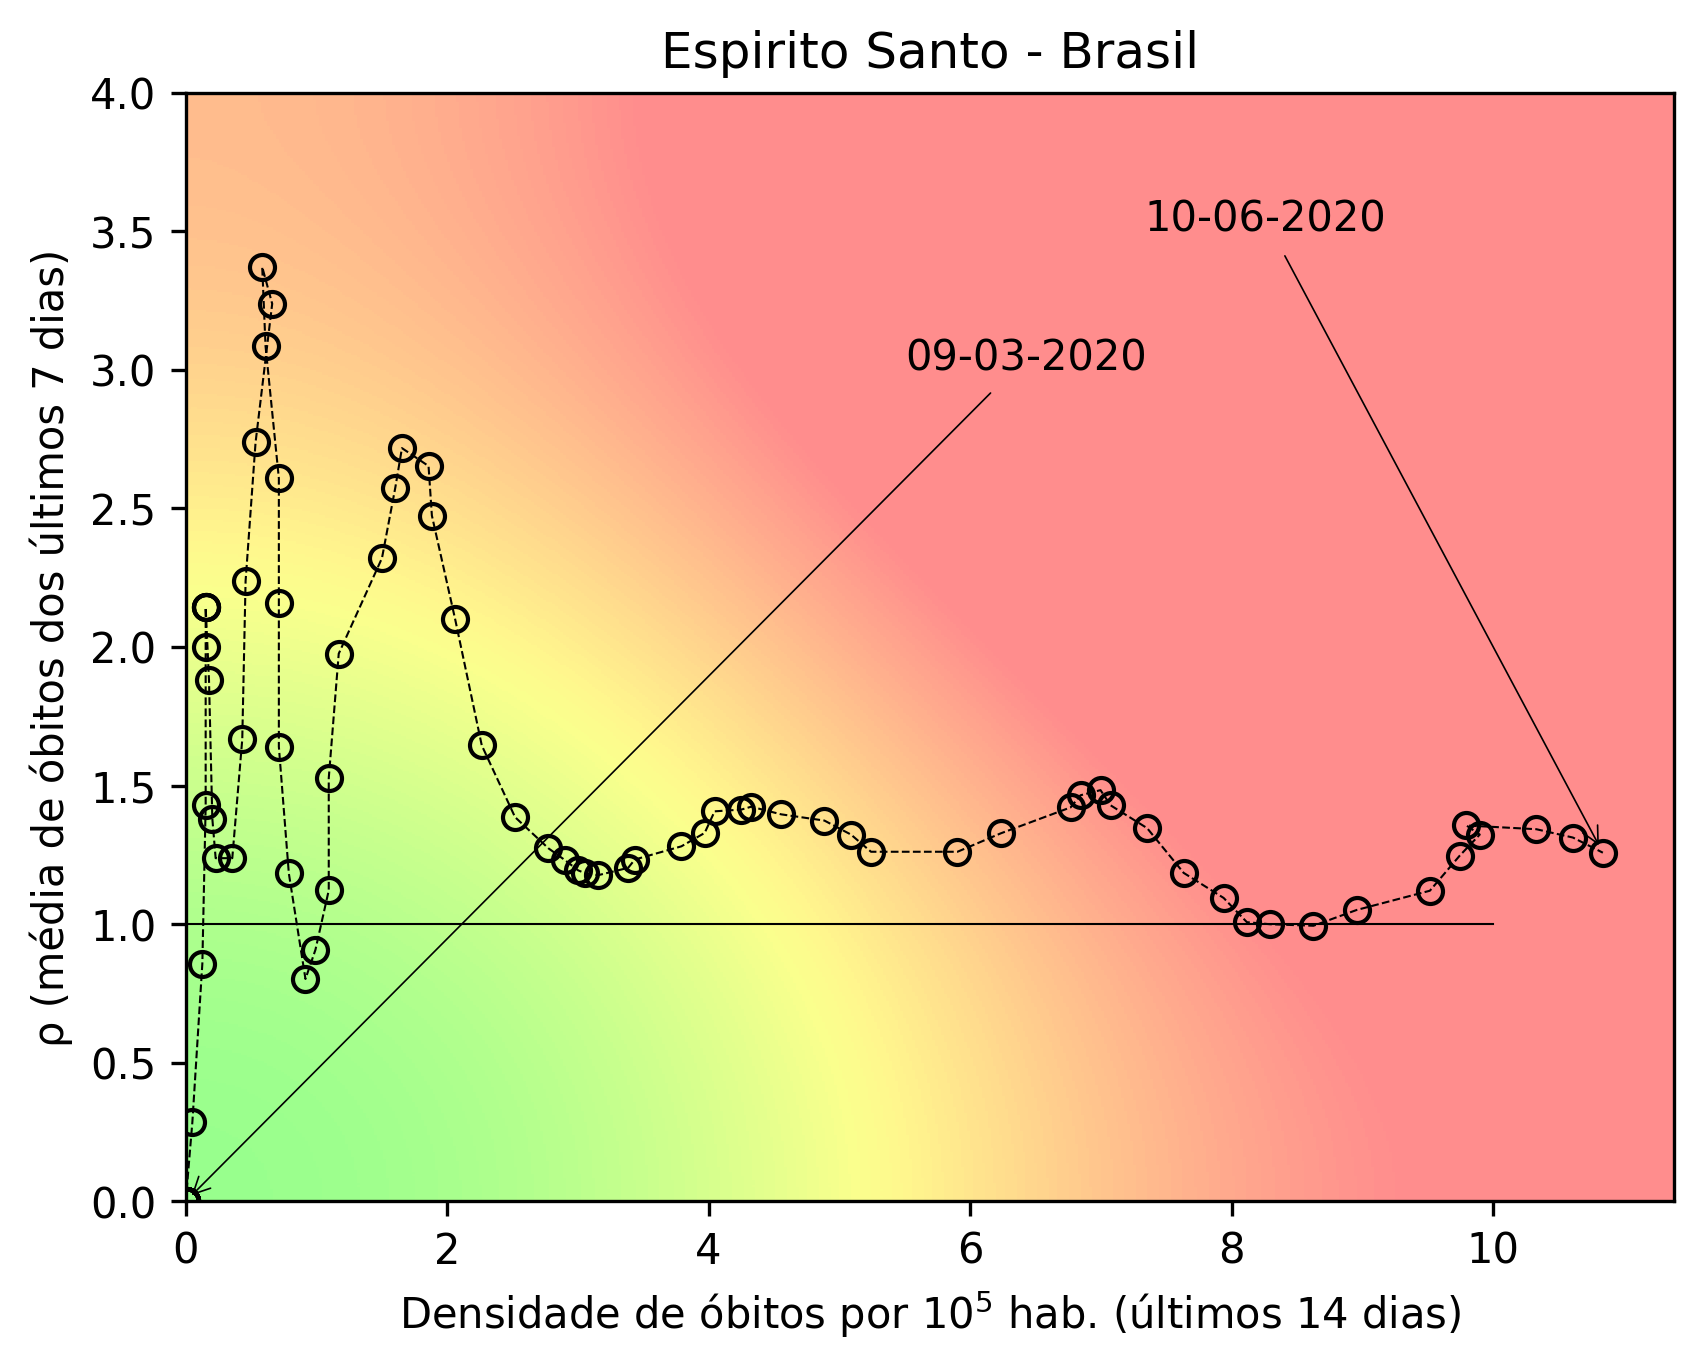 Espirito Santo - Brasil
4.0
3.5
3.0
2.5
2.0
1.5
1.0
0.5
0.0
ρ (média de óbitos dos últimos 7 dias)
10-06-2020
09-03-2020
0 2 4 6 8 10
Densidade de óbitos por 10⁵ hab. (últimos 14 dias)